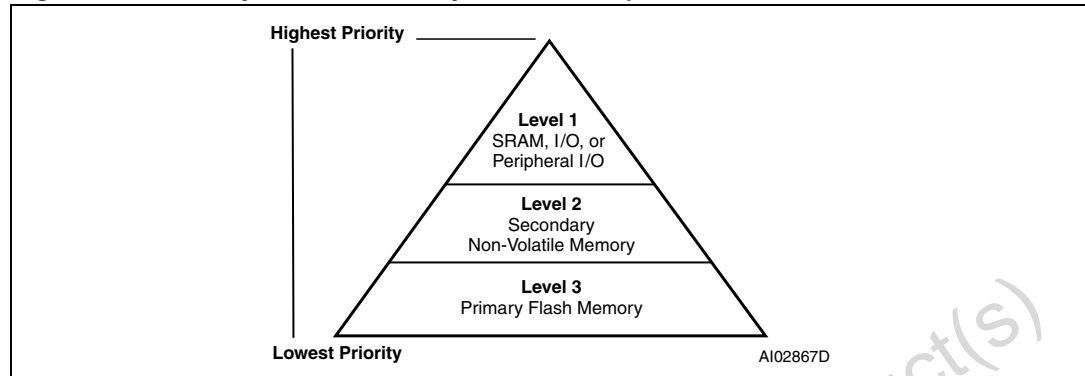 Highest Priority
Level 1
SRAM, I/O, or
Peripheral I/O
Level 2
Secondary
Non-Volatile Memory
Level 3
Primary Flash Memory
Lowest Priority
AI02867D